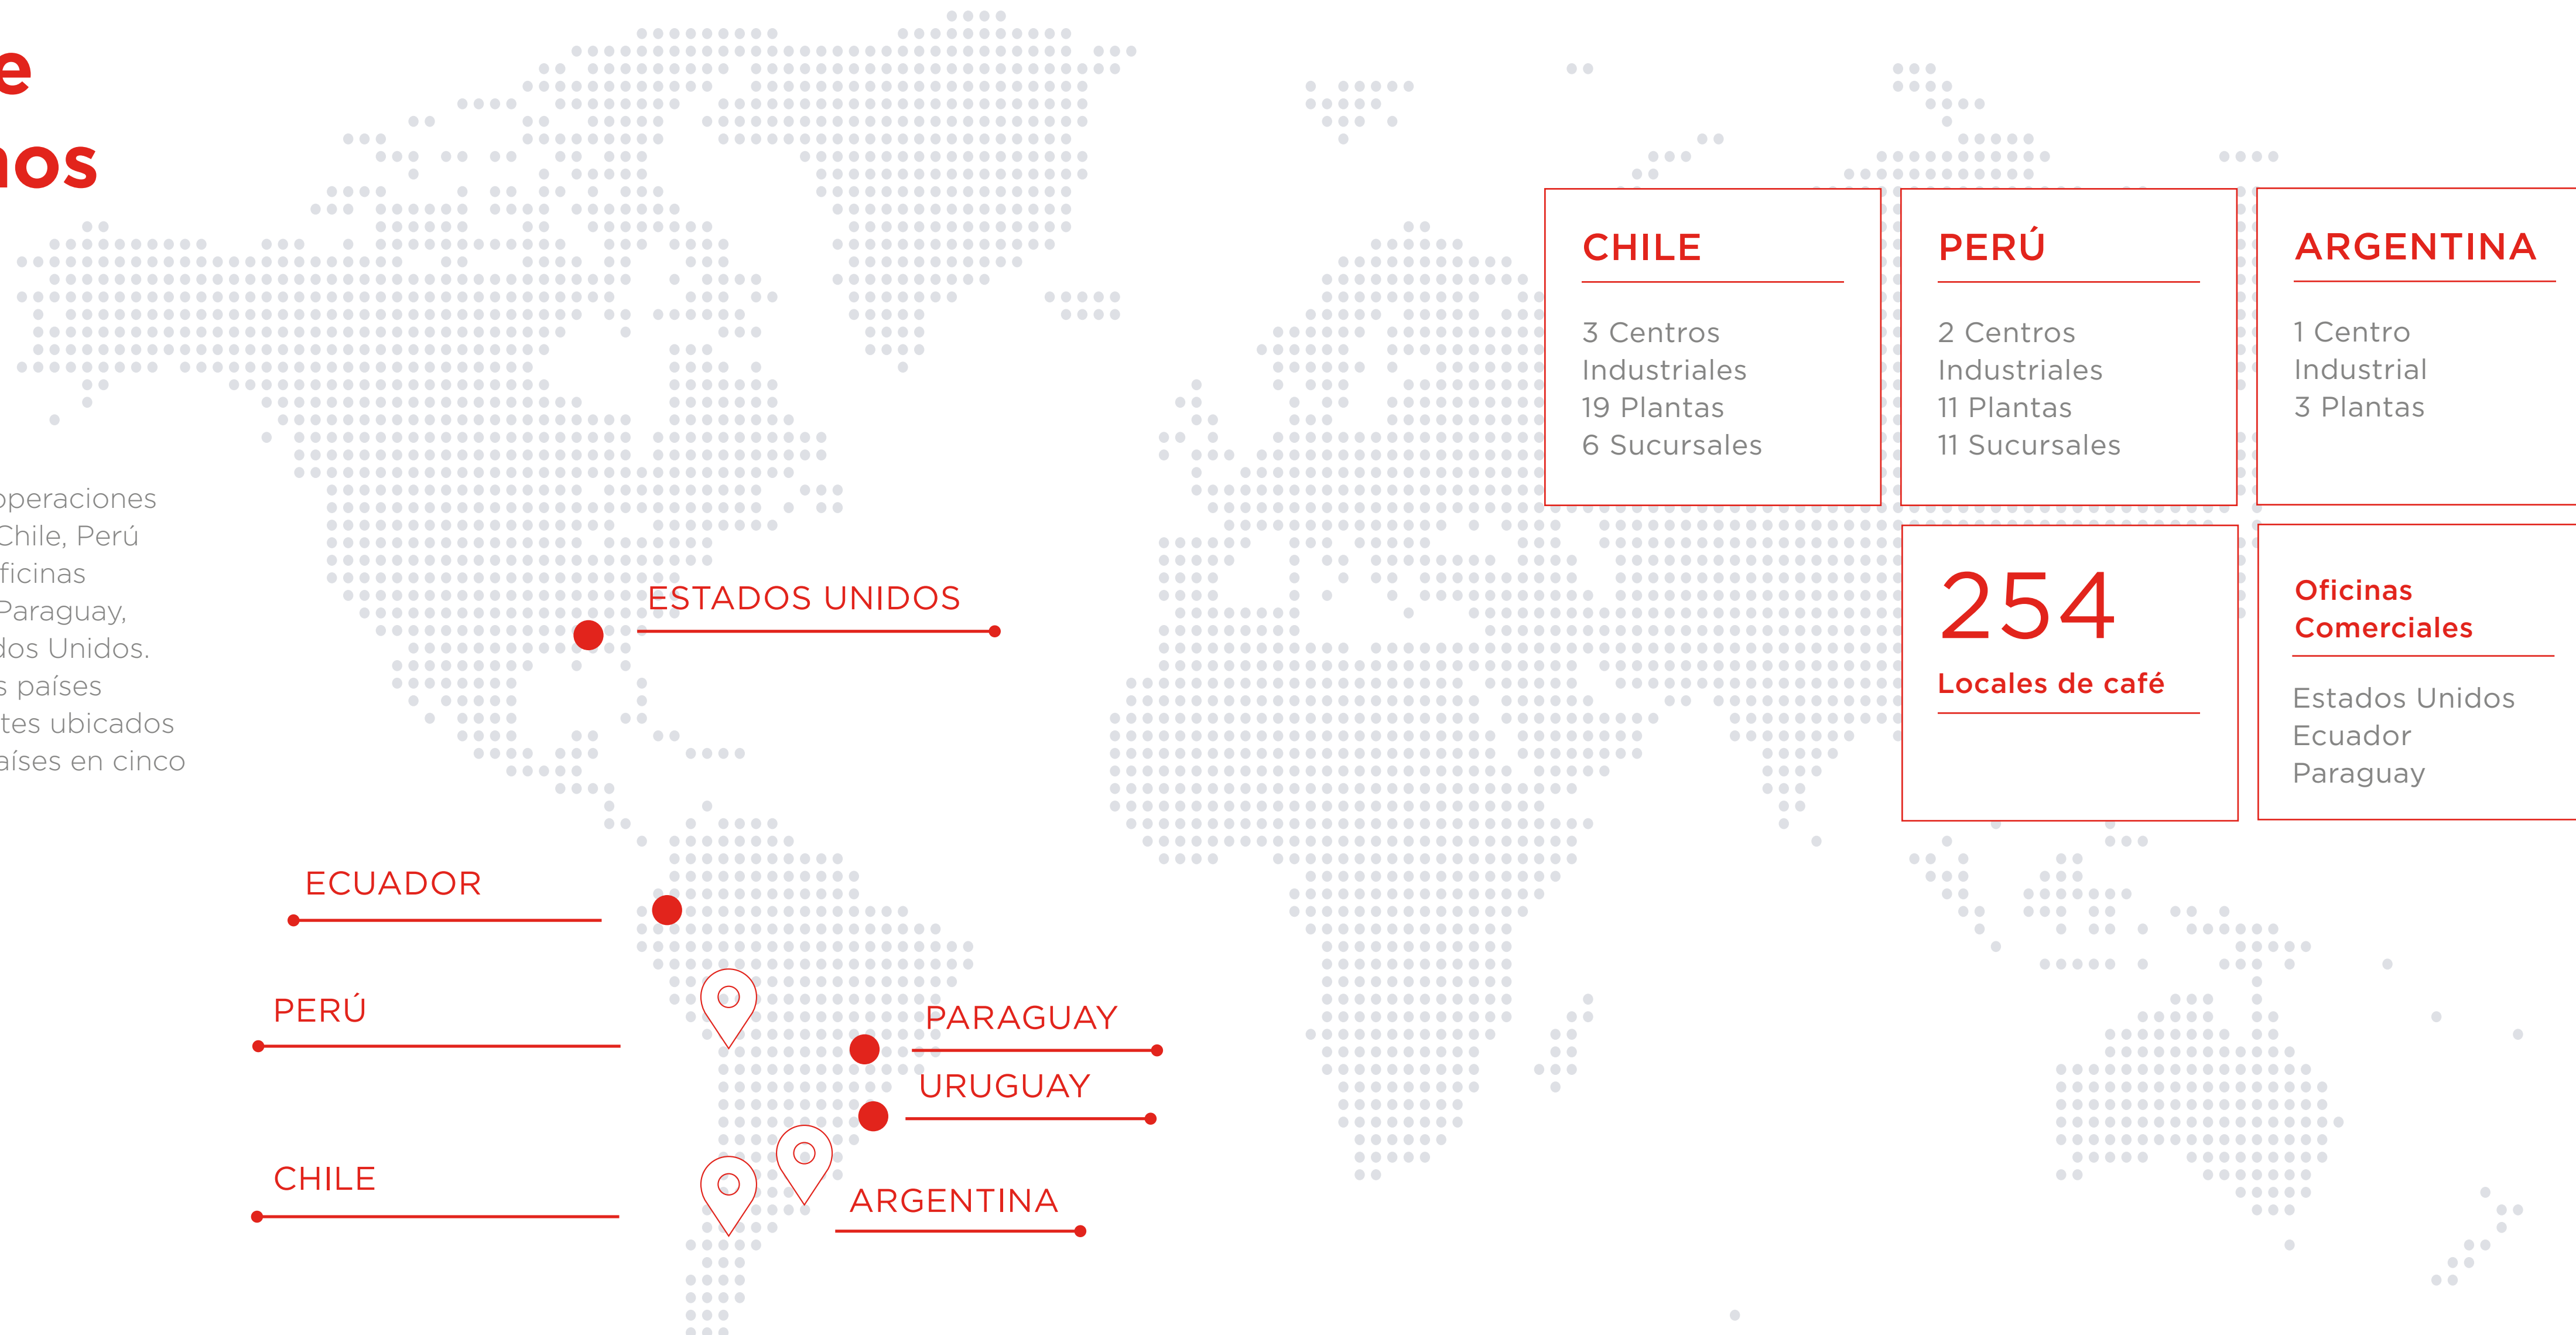 e
nos
operaciones
Chile, Perú
ficinas
Paraguay,
dos Unidos.
s países
tes ubicados
aíses en cinco
ESTADOS UNIDOS
ECUADOR
PERÚ
CHILE
PARAGUAY
URUGUAY
ARGENTINA
CHILE
3 Centros
Industriales
19 Plantas
6 Sucursales
PERÚ
2 Centros
Industriales
11 Plantas
11 Sucursales
ARGENTINA
1 Centro
Industrial
3 Plantas
254
Locales de café
Oficinas
Comerciales
Estados Unidos
Ecuador
Paraguay